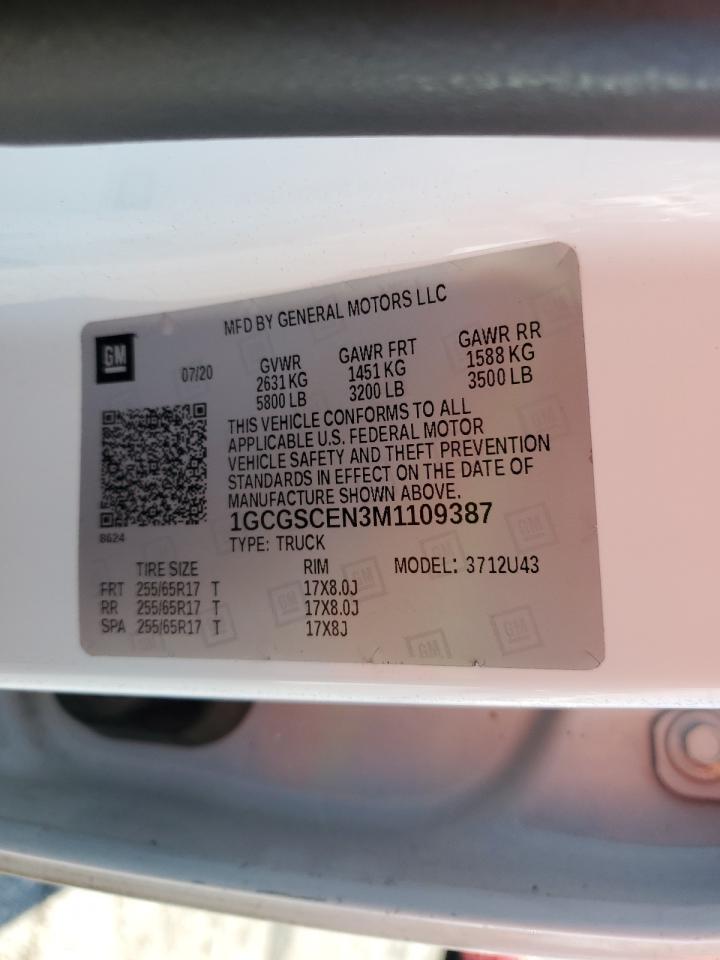 MFD BY GENERAL MOTORS LLC
GM
07/20
GVWR GAWR FRT GAWR RR
2631 KG 1451 KG 1588 KG
5800 LB 3200 LB 3500 LB
THIS VEHICLE CONFORMS TO ALL
APPLICABLE U.S. FEDERAL MOTOR
VEHICLE SAFETY AND THEFT PREVENTION
STANDARDS IN EFFECT ON THE DATE OF
MANUFACTURE SHOWN ABOVE.
1GCGSCEN3M1109387
8624
TYPE: TRUCK
TIRE SIZE RIM MODEL: 3712U43
FRT 255/65R17 T 17X8.0J
RR 255/65R17 T 17X8.0J
SPA 255/65R17 T 17X8J